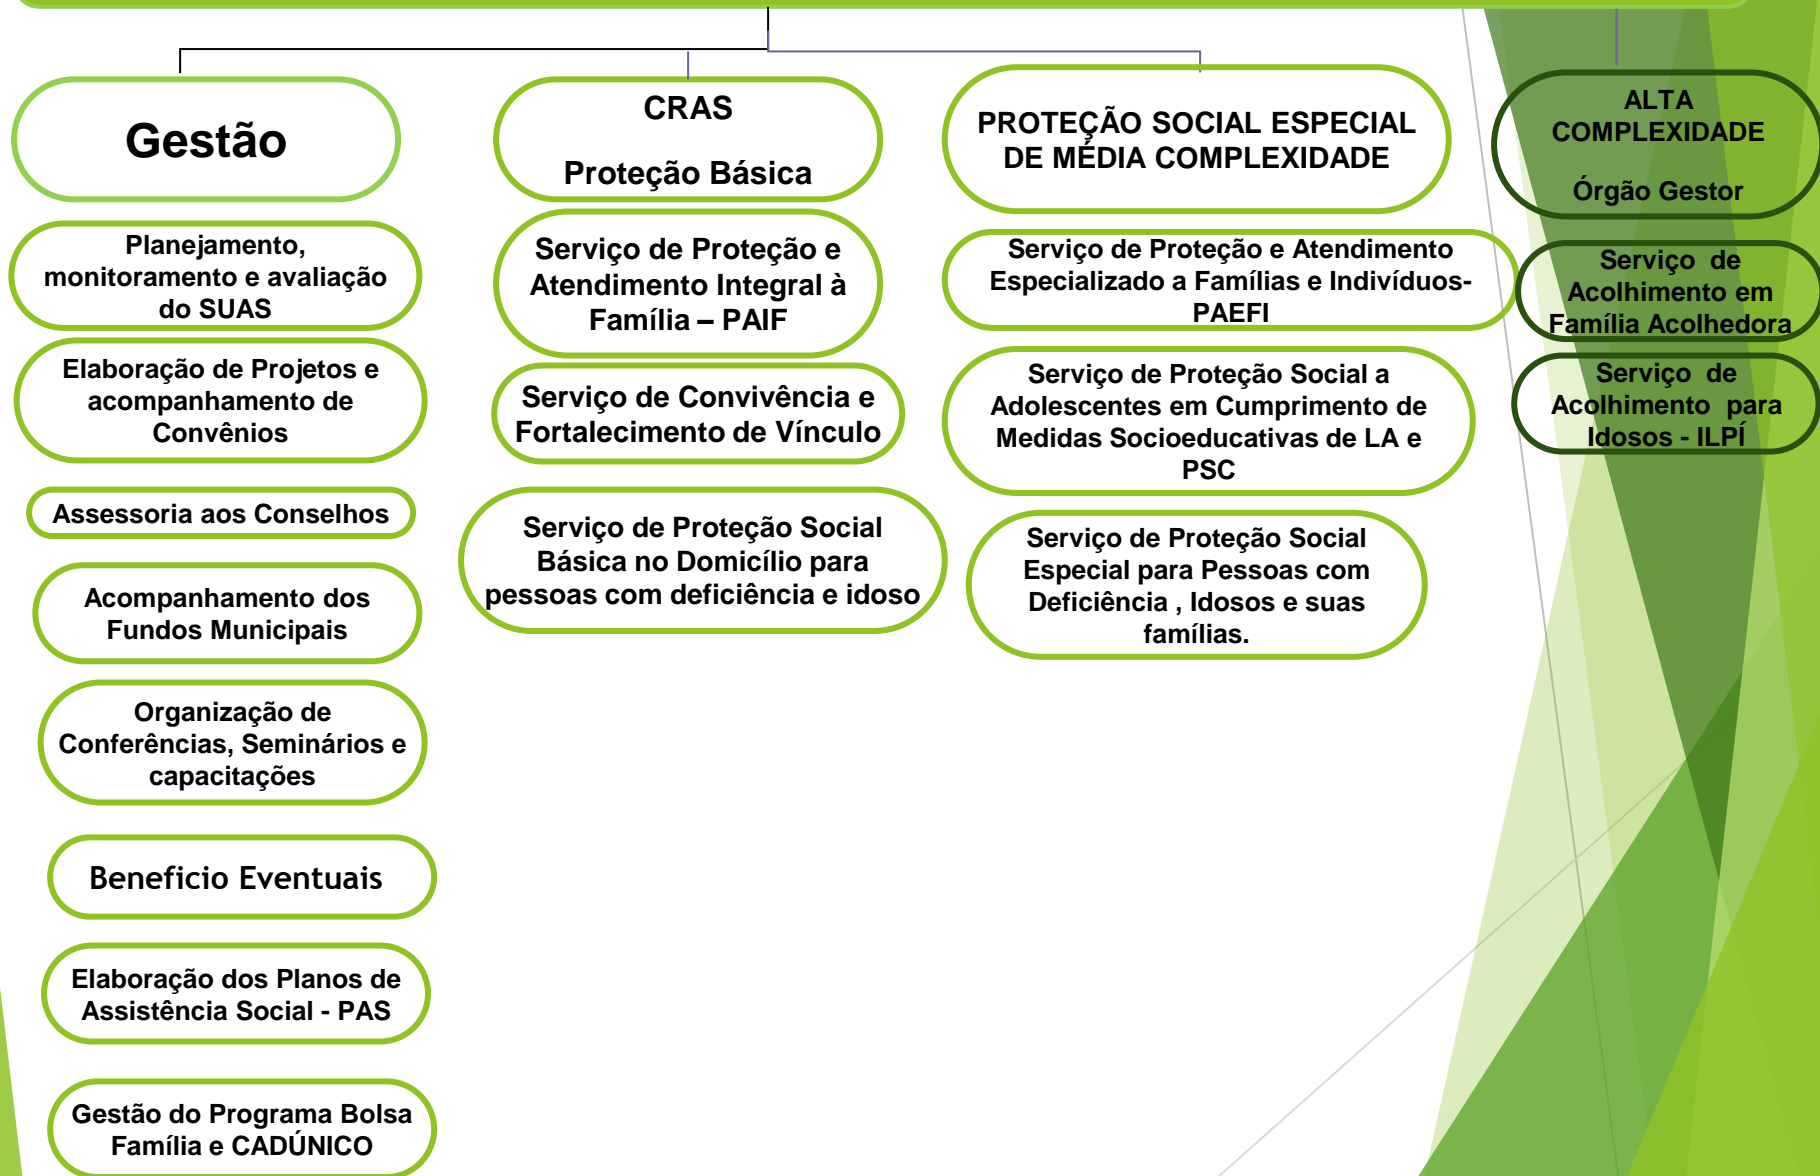 Gestão
Planejamento,
monitoramento e avaliação
do SUAS
Elaboração de Projetos e
acompanhamento de
Convênios
Assessoria aos Conselhos
Acompanhamento dos
Fundos Municipais
Organização de
Conferências, Seminários e
capacitações
Beneficio Eventuais
Elaboração dos Planos de
Assistência Social - PAS
Gestão do Programa Bolsa
Família e CADÚNICO
CRAS
Proteção Básica
Serviço de Proteção e
Atendimento Integral à
Família – PAIF
Serviço de Convivência e
Fortalecimento de Vínculo
Serviço de Proteção Social
Básica no Domicílio para
pessoas com deficiência e idoso
PROTEÇÃO SOCIAL ESPECIAL
DE MÉDIA COMPLEXIDADE
Serviço de Proteção e Atendimento
Especializado a Famílias e Indivíduos-
PAEFI
Serviço de Proteção Social a
Adolescentes em Cumprimento de
Medidas Socioeducativas de LA e
PSC
Serviço de Proteção Social
Especial para Pessoas com
Deficiência , Idosos e suas
famílias.
ALTA
COMPLEXIDADE
Órgão Gestor
Serviço de
Acolhimento em
Família Acolhedora
Serviço de
Acolhimento para
Idosos - ILPÍ